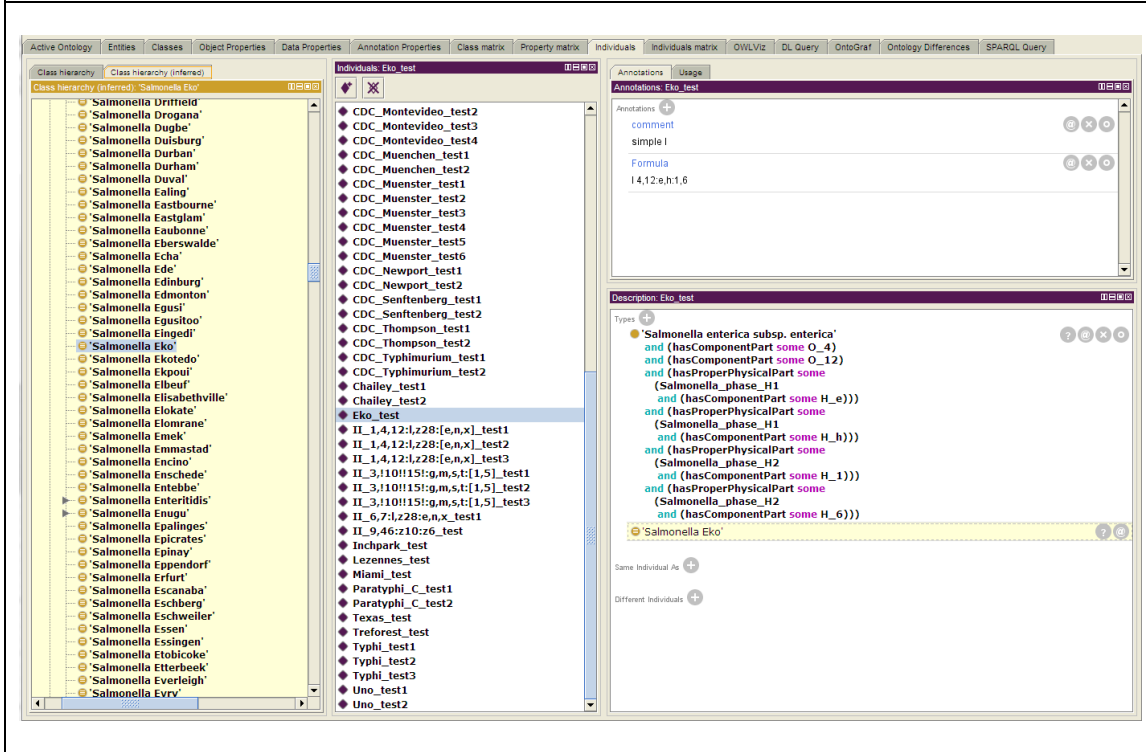 Active Ontology Entities Classes Object Properties Data Properties Annotation Properties Class matrix Property matrix Individuals Individuals matrix OWLViz DL Query OntoGraf Ontology Differences SPARQL Query
Class hierarchy Class hierarchy (inferred)
Class hierarchy (inferred): 'Salmonella Eko'
'Salmonella Driffield'
'Salmonella Drogana'
'Salmonella Dugbe'
'Salmonella Duisburg'
'Salmonella Durban'
'Salmonella Durham'
'Salmonella Duval'
'Salmonella Ealing'
'Salmonella Eastbourne'
'Salmonella Eastglam'
'Salmonella Eaubonne'
'Salmonella Eberswalde'
'Salmonella Echa'
'Salmonella Ede'
'Salmonella Edinburg'
'Salmonella Edmonton'
'Salmonella Egusi'
'Salmonella Egusitoo'
'Salmonella Eingedi'
'Salmonella Eko'
'Salmonella Ekotedo'
'Salmonella Ekpoui'
'Salmonella Elbeuf'
'Salmonella Elisabethville'
'Salmonella Elokate'
'Salmonella Elomrane'
'Salmonella Emek'
'Salmonella Emmastad'
'Salmonella Encino'
'Salmonella Enschede'
'Salmonella Entebbe'
'Salmonella Enteritidis'
'Salmonella Enugu'
'Salmonella Epalinges'
'Salmonella Epicrates'
'Salmonella Epinay'
'Salmonella Eppendorf'
'Salmonella Erfurt'
'Salmonella Escanaba'
'Salmonella Eschberg'
'Salmonella Eschweiler'
'Salmonella Essen'
'Salmonella Essingen'
'Salmonella Etobicoke'
'Salmonella Etterbeek'
'Salmonella Everleigh'
'Salmonella Evry'
Individuals: Eko_test
CDC_Montevideo_test2
CDC_Montevideo_test3
CDC_Montevideo_test4
CDC_Muenchen_test1
CDC_Muenchen_test2
CDC_Muenster_test1
CDC_Muenster_test2
CDC_Muenster_test3
CDC_Muenster_test4
CDC_Muenster_test5
CDC_Muenster_test6
CDC_Newport_test1
CDC_Newport_test2
CDC_Senftenberg_test1
CDC_Senftenberg_test2
CDC_Thompson_test1
CDC_Thompson_test2
CDC_Typhimurium_test1
CDC_Typhimurium_test2
Chailey_test1
Chailey_test2
Eko_test
II_1,4,12:l,z28:[e,n,x]_test1
II_1,4,12:l,z28:[e,n,x]_test2
II_1,4,12:l,z28:[e,n,x]_test3
II_3,!10!!15!:g,m,s,t:[1,5]_test1
II_3,!10!!15!:g,m,s,t:[1,5]_test2
II_3,!10!!15!:g,m,s,t:[1,5]_test3
II_6,7:l,z28:e,n,x_test1
II_9,46:z10:z6_test
Inchpark_test
Lezennes_test
Miami_test
Paratyphi_C_test1
Paratyphi_C_test2
Texas_test
Treforest_test
Typhi_test1
Typhi_test2
Typhi_test3
Uno_test1
Uno_test2
Annotations Usage
Annotations: Eko_test
Annotations
comment
simple I
Formula
I 4,12:e,h:1,6
Description: Eko_test
Types
'Salmonella enterica subsp. enterica'
and (hasComponentPart some O_4)
and (hasComponentPart some O_12)
and (hasProperPhysicalPart some
(Salmonella_phase_H1
and (hasComponentPart some H_e)))
and (hasProperPhysicalPart some
(Salmonella_phase_H1
and (hasComponentPart some H_h)))
and (hasProperPhysicalPart some
(Salmonella_phase_H2
and (hasComponentPart some H_1)))
and (hasProperPhysicalPart some
(Salmonella_phase_H2
and (hasComponentPart some H_6)))
'Salmonella Eko'
Same Individual As
Different Individuals